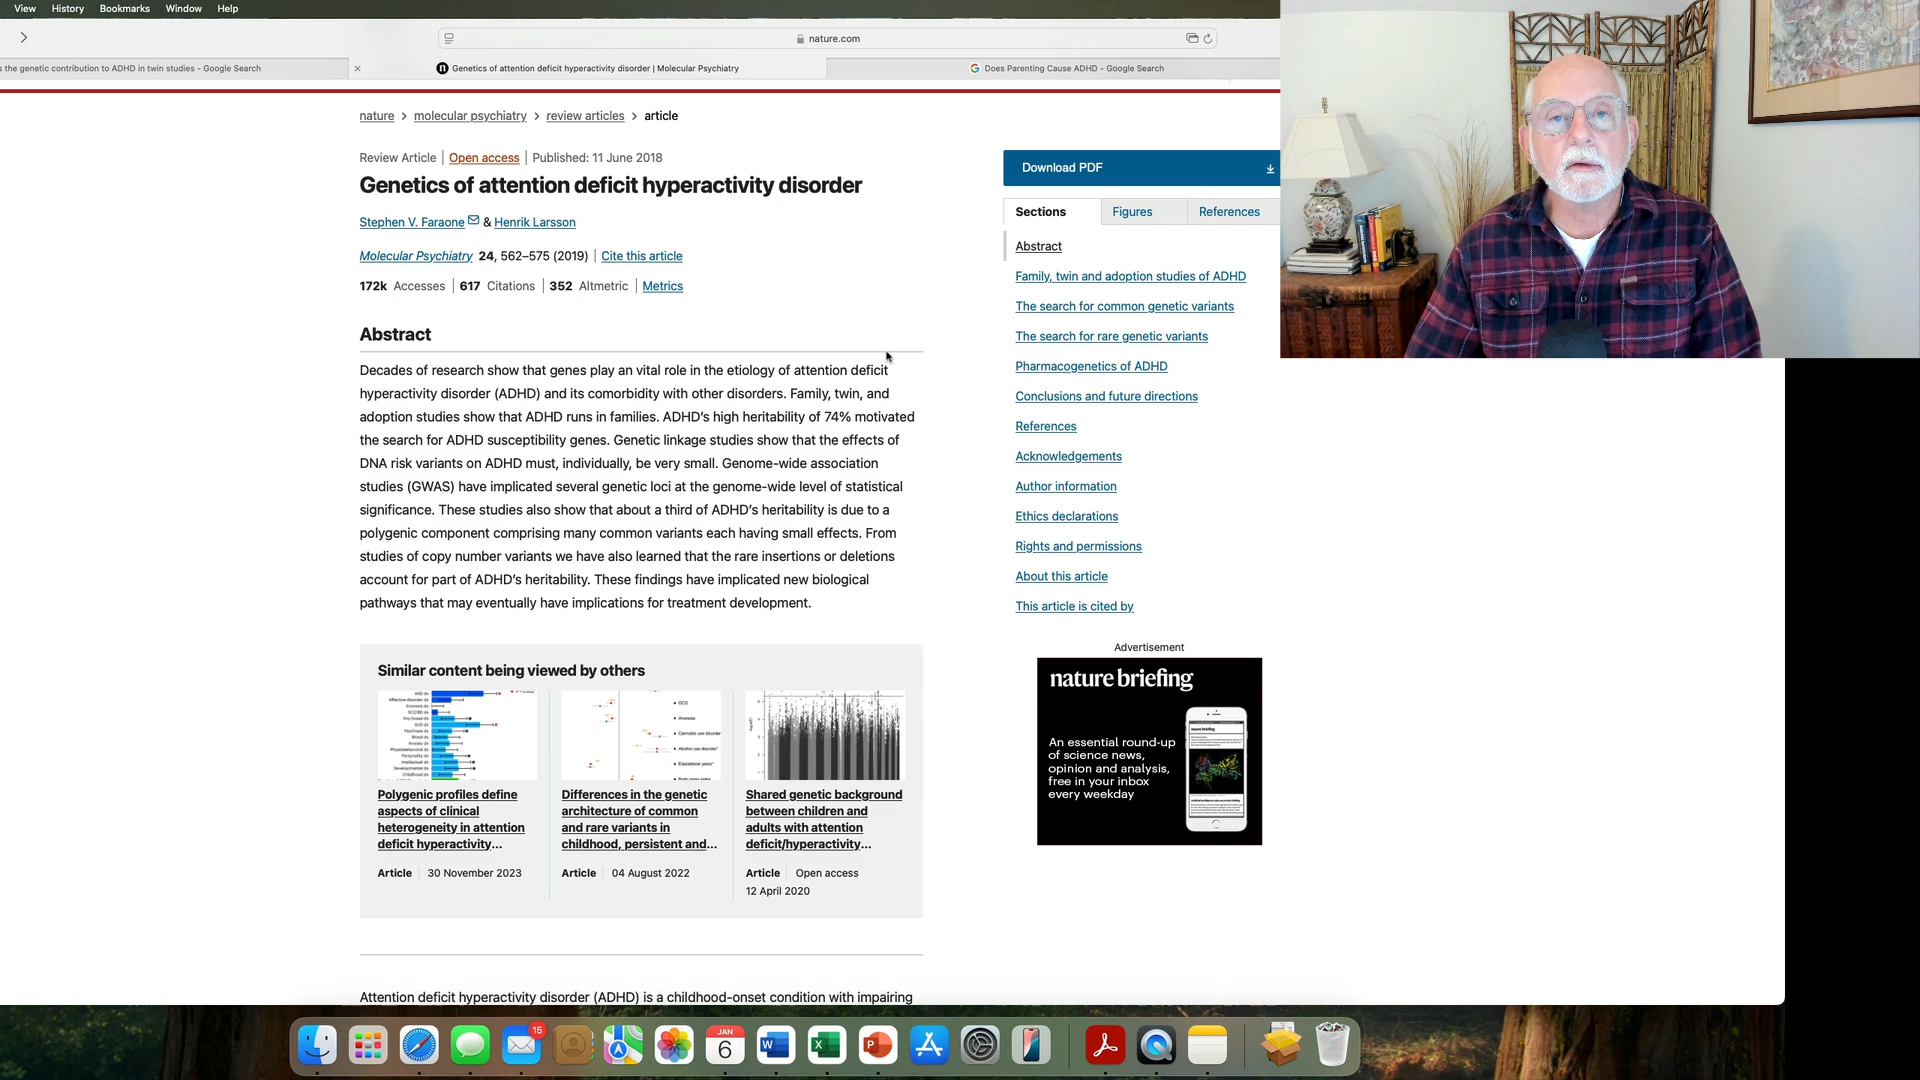 View History Bookmarks Window Help
nature.com
s the genetic contribution to ADHD in twin studies - Google Search
Genetics of attention deficit hyperactivity disorder | Molecular Psychiatry
Does Parenting Cause ADHD - Google Search
nature > molecular psychiatry > review articles > article
Review Article | Open access | Published: 11 June 2018
Genetics of attention deficit hyperactivity disorder
Stephen V. Faraone & Henrik Larsson
Molecular Psychiatry 24, 562–575 (2019) | Cite this article
172k Accesses | 617 Citations | 352 Altmetric | Metrics
Abstract
Decades of research show that genes play an vital role in the etiology of attention deficit
hyperactivity disorder (ADHD) and its comorbidity with other disorders. Family, twin, and
adoption studies show that ADHD runs in families. ADHD's high heritability of 74% motivated
the search for ADHD susceptibility genes. Genetic linkage studies show that the effects of
DNA risk variants on ADHD must, individually, be very small. Genome-wide association
studies (GWAS) have implicated several genetic loci at the genome-wide level of statistical
significance. These studies also show that about a third of ADHD's heritability is due to a
polygenic component comprising many common variants each having small effects. From
studies of copy number variants we have also learned that the rare insertions or deletions
account for part of ADHD's heritability. These findings have implicated new biological
pathways that may eventually have implications for treatment development.
Similar content being viewed by others
Polygenic profiles define
aspects of clinical
heterogeneity in attention
deficit hyperactivity...
Article 30 November 2023
OCD
Anorexia
Cannabis use disorder
Alcohol use disorder
Educational years
Differences in the genetic
architecture of common
and rare variants in
childhood, persistent and...
Article 04 August 2022
Shared genetic background
between children and
adults with attention
deficit/hyperactivity...
Article Open access
12 April 2020
Attention deficit hyperactivity disorder (ADHD) is a childhood-onset condition with impairing
Download PDF
Sections Figures References
Abstract
Family, twin and adoption studies of ADHD
The search for common genetic variants
The search for rare genetic variants
Pharmacogenetics of ADHD
Conclusions and future directions
References
Acknowledgements
Author information
Ethics declarations
Rights and permissions
About this article
This article is cited by
Advertisement
nature briefing
An essential round-up
of science news,
opinion and analysis,
free in your inbox
every weekday
15
JAN
6
W
X
P